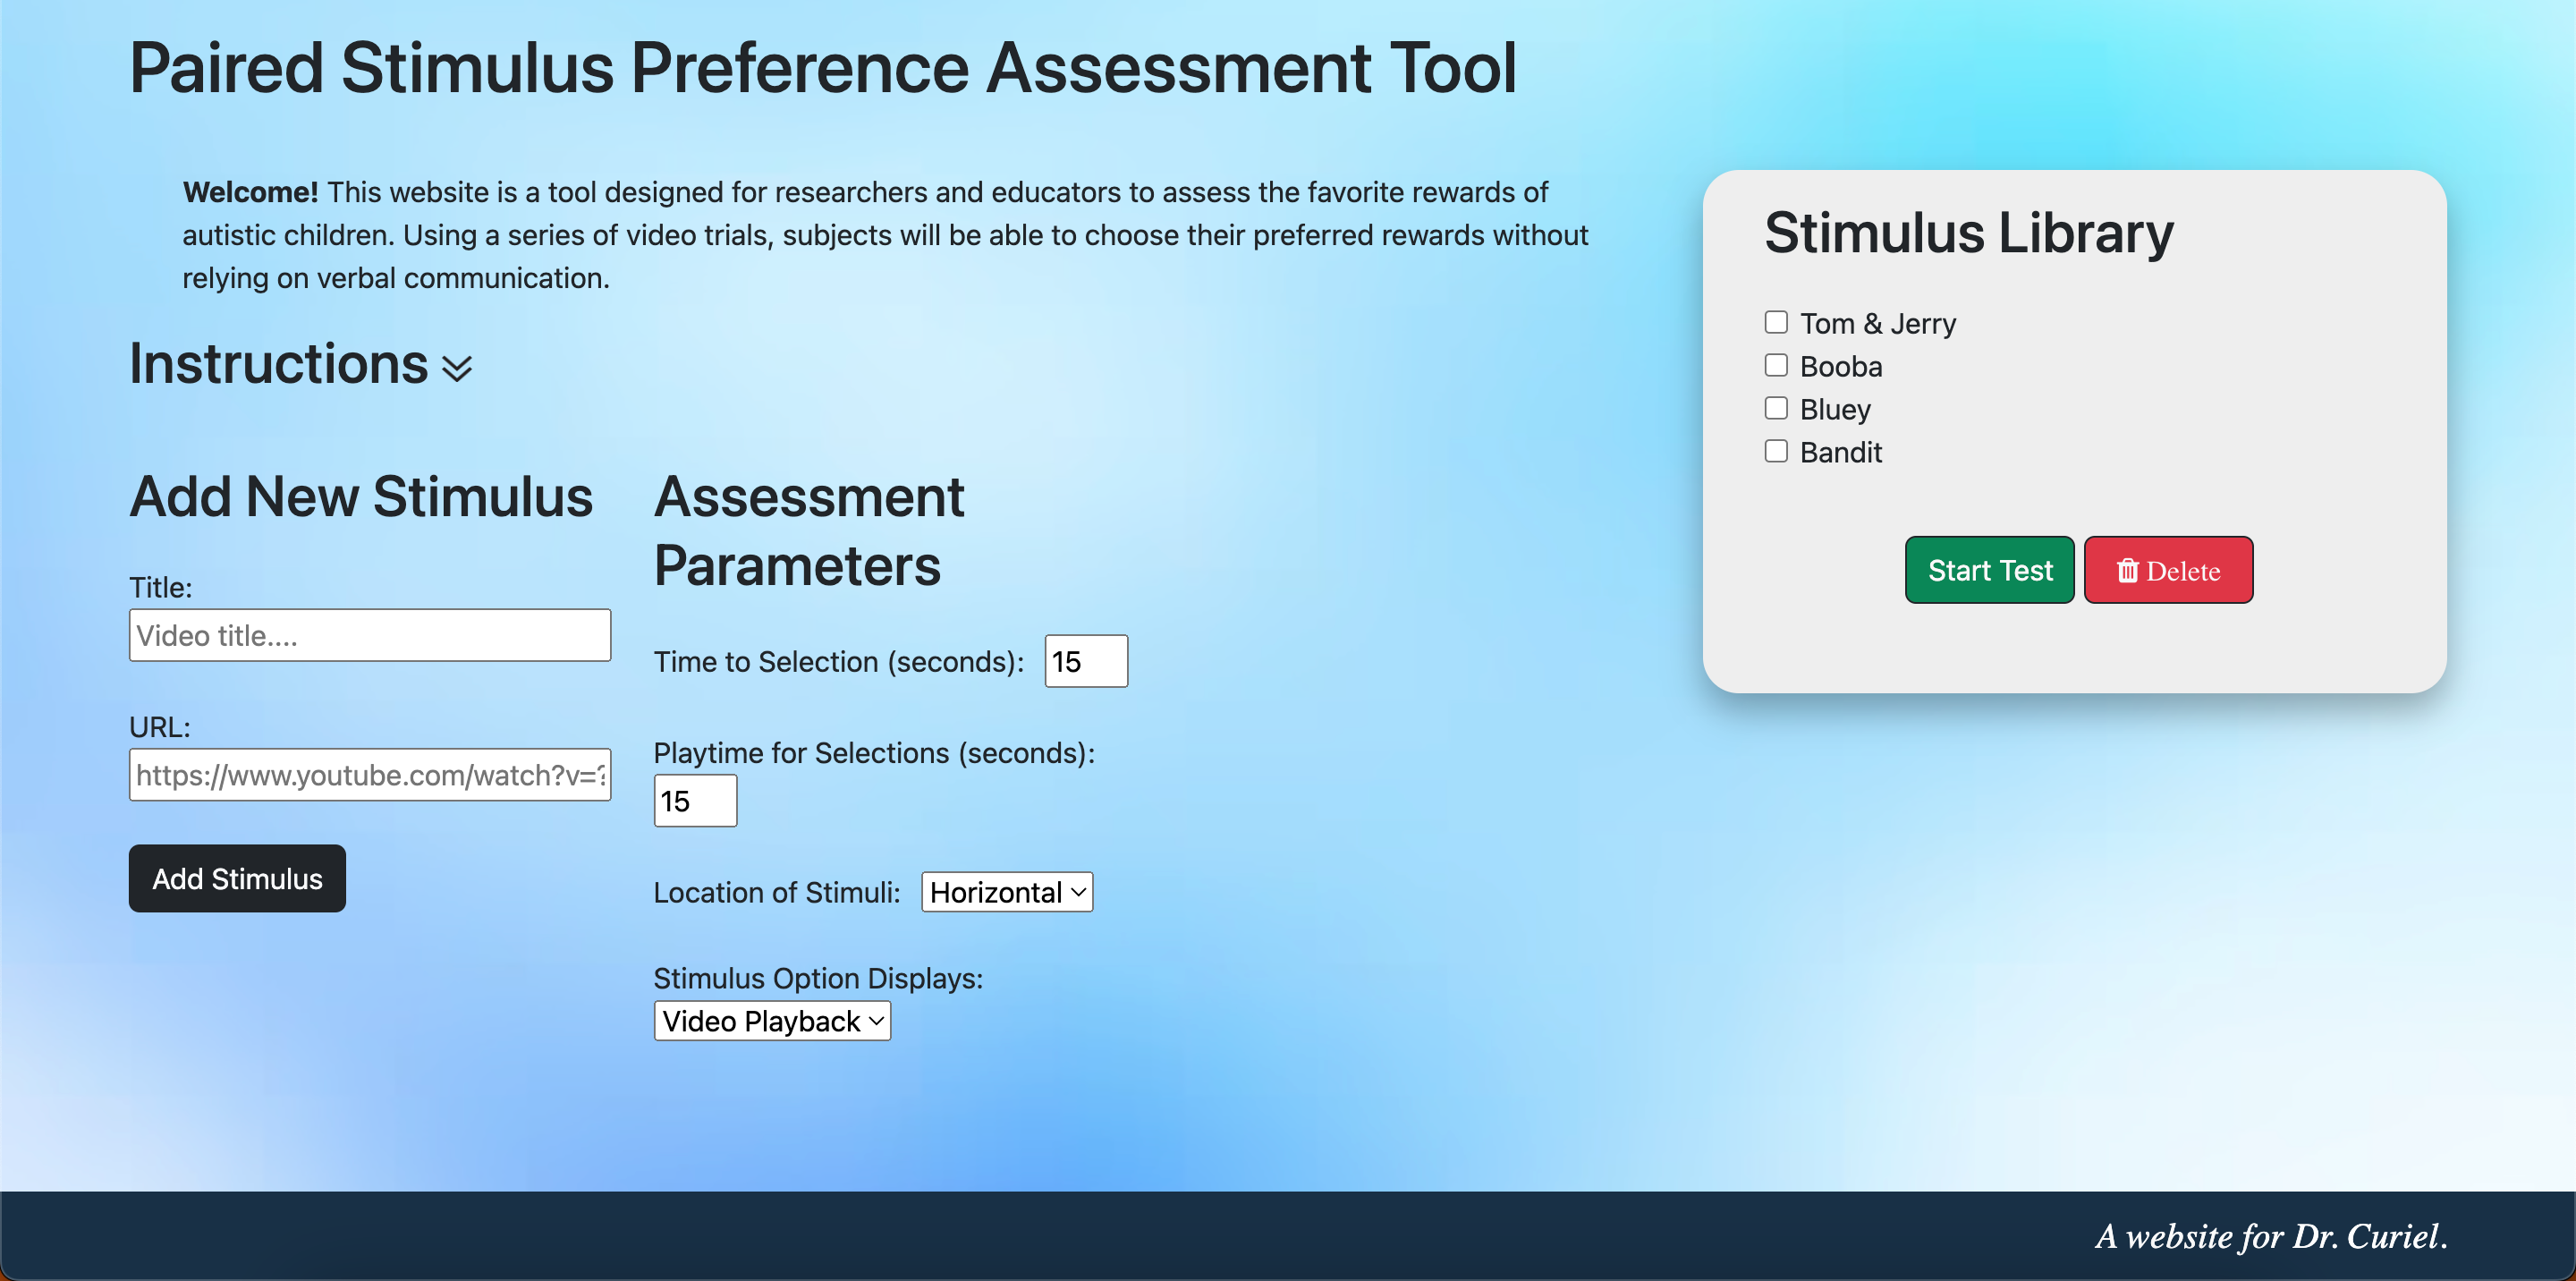 Paired Stimulus Preference Assessment Tool
Welcome! This website is a tool designed for researchers and educators to assess the favorite rewards of
autistic children. Using a series of video trials, subjects will be able to choose their preferred rewards without
relying on verbal communication.
Instructions
Add New Stimulus
Title:
Video title....
URL:
https://www.youtube.com/watch?v=?
Add Stimulus
Assessment
Parameters
Time to Selection (seconds): 15
Playtime for Selections (seconds):
15
Location of Stimuli: Horizontal
Stimulus Option Displays:
Video Playback
Stimulus Library
Tom & Jerry
Booba
Bluey
Bandit
Start Test Delete
A website for Dr. Curiel.